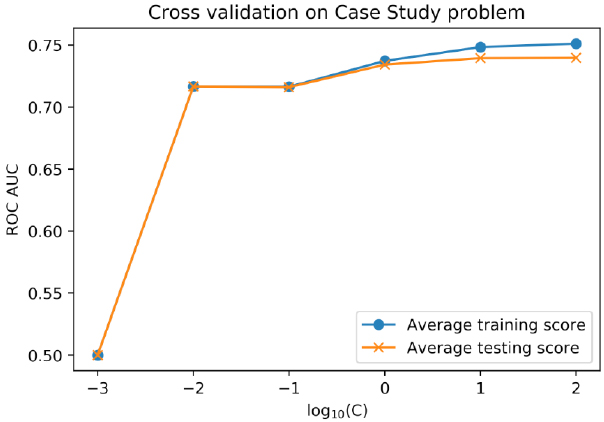 Cross validation on Case Study problem
ROC AUC
0.75
0.70
0.65
0.60
0.55
0.50
Average training score
Average testing score
−3 −2 −1 0 1 2
log₁₀(C)